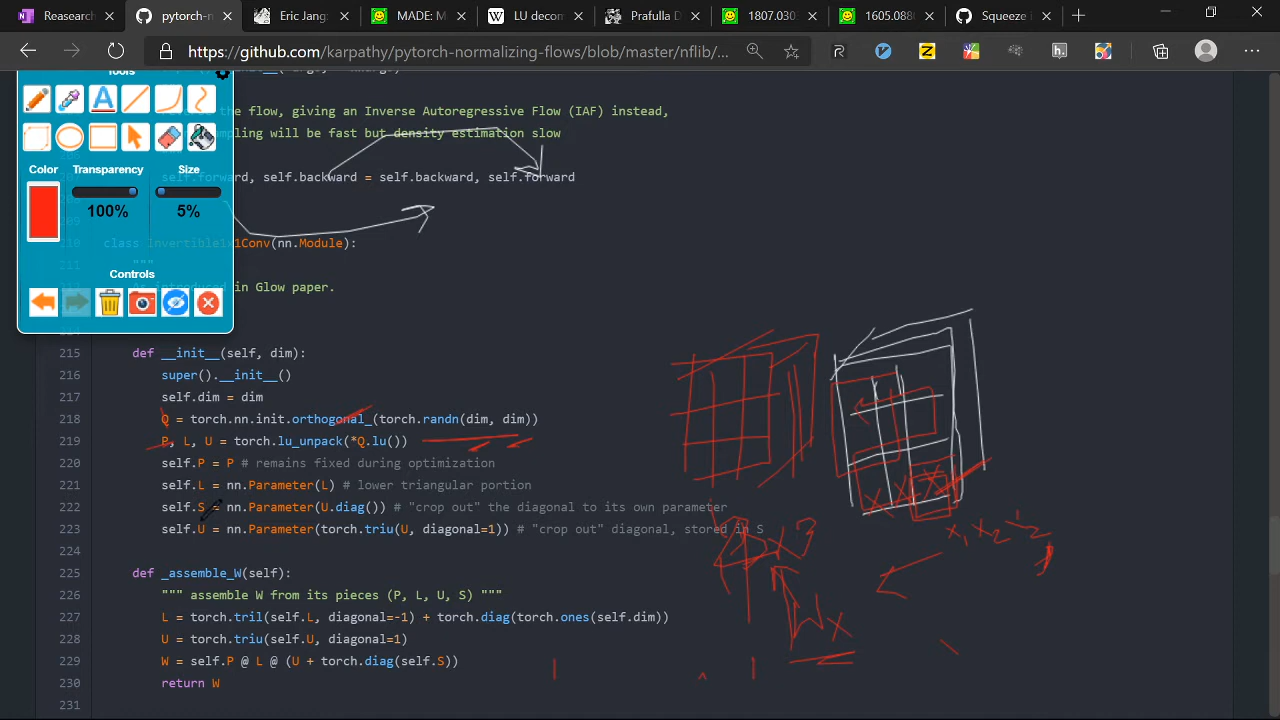 Research
pytorch-n
Eric Jang
MADE: M
LU decom
Prafulla D
1807.030
1605.088
Squeeze i
https://github.com/karpathy/pytorch-normalizing-flows/blob/master/nflib/...
Tools
the flow, giving an Inverse Autoregressive Flow (IAF) instead,
mpling will be fast but density estimation slow
Color Transparency Size
self.forward, self.backward = self.backward, self.forward
100% 5%
210 class Invertible1x1Conv(nn.Module):
211 """
Controls
As introduced in Glow paper.
215 def __init__(self, dim):
216 super().__init__()
217 self.dim = dim
218 Q = torch.nn.init.orthogonal_(torch.randn(dim, dim))
219 P, L, U = torch.lu_unpack(*Q.lu())
220 self.P = P # remains fixed during optimization
221 self.L = nn.Parameter(L) # lower triangular portion
222 self.S = nn.Parameter(U.diag()) # "crop out" the diagonal to its own parameter
223 self.U = nn.Parameter(torch.triu(U, diagonal=1)) # "crop out" diagonal, stored in S
224
225 def _assemble_W(self):
226 """ assemble W from its pieces (P, L, U, S) """
227 L = torch.tril(self.L, diagonal=-1) + torch.diag(torch.ones(self.dim))
228 U = torch.triu(self.U, diagonal=1)
229 W = self.P @ L @ (U + torch.diag(self.S))
230 return W
231